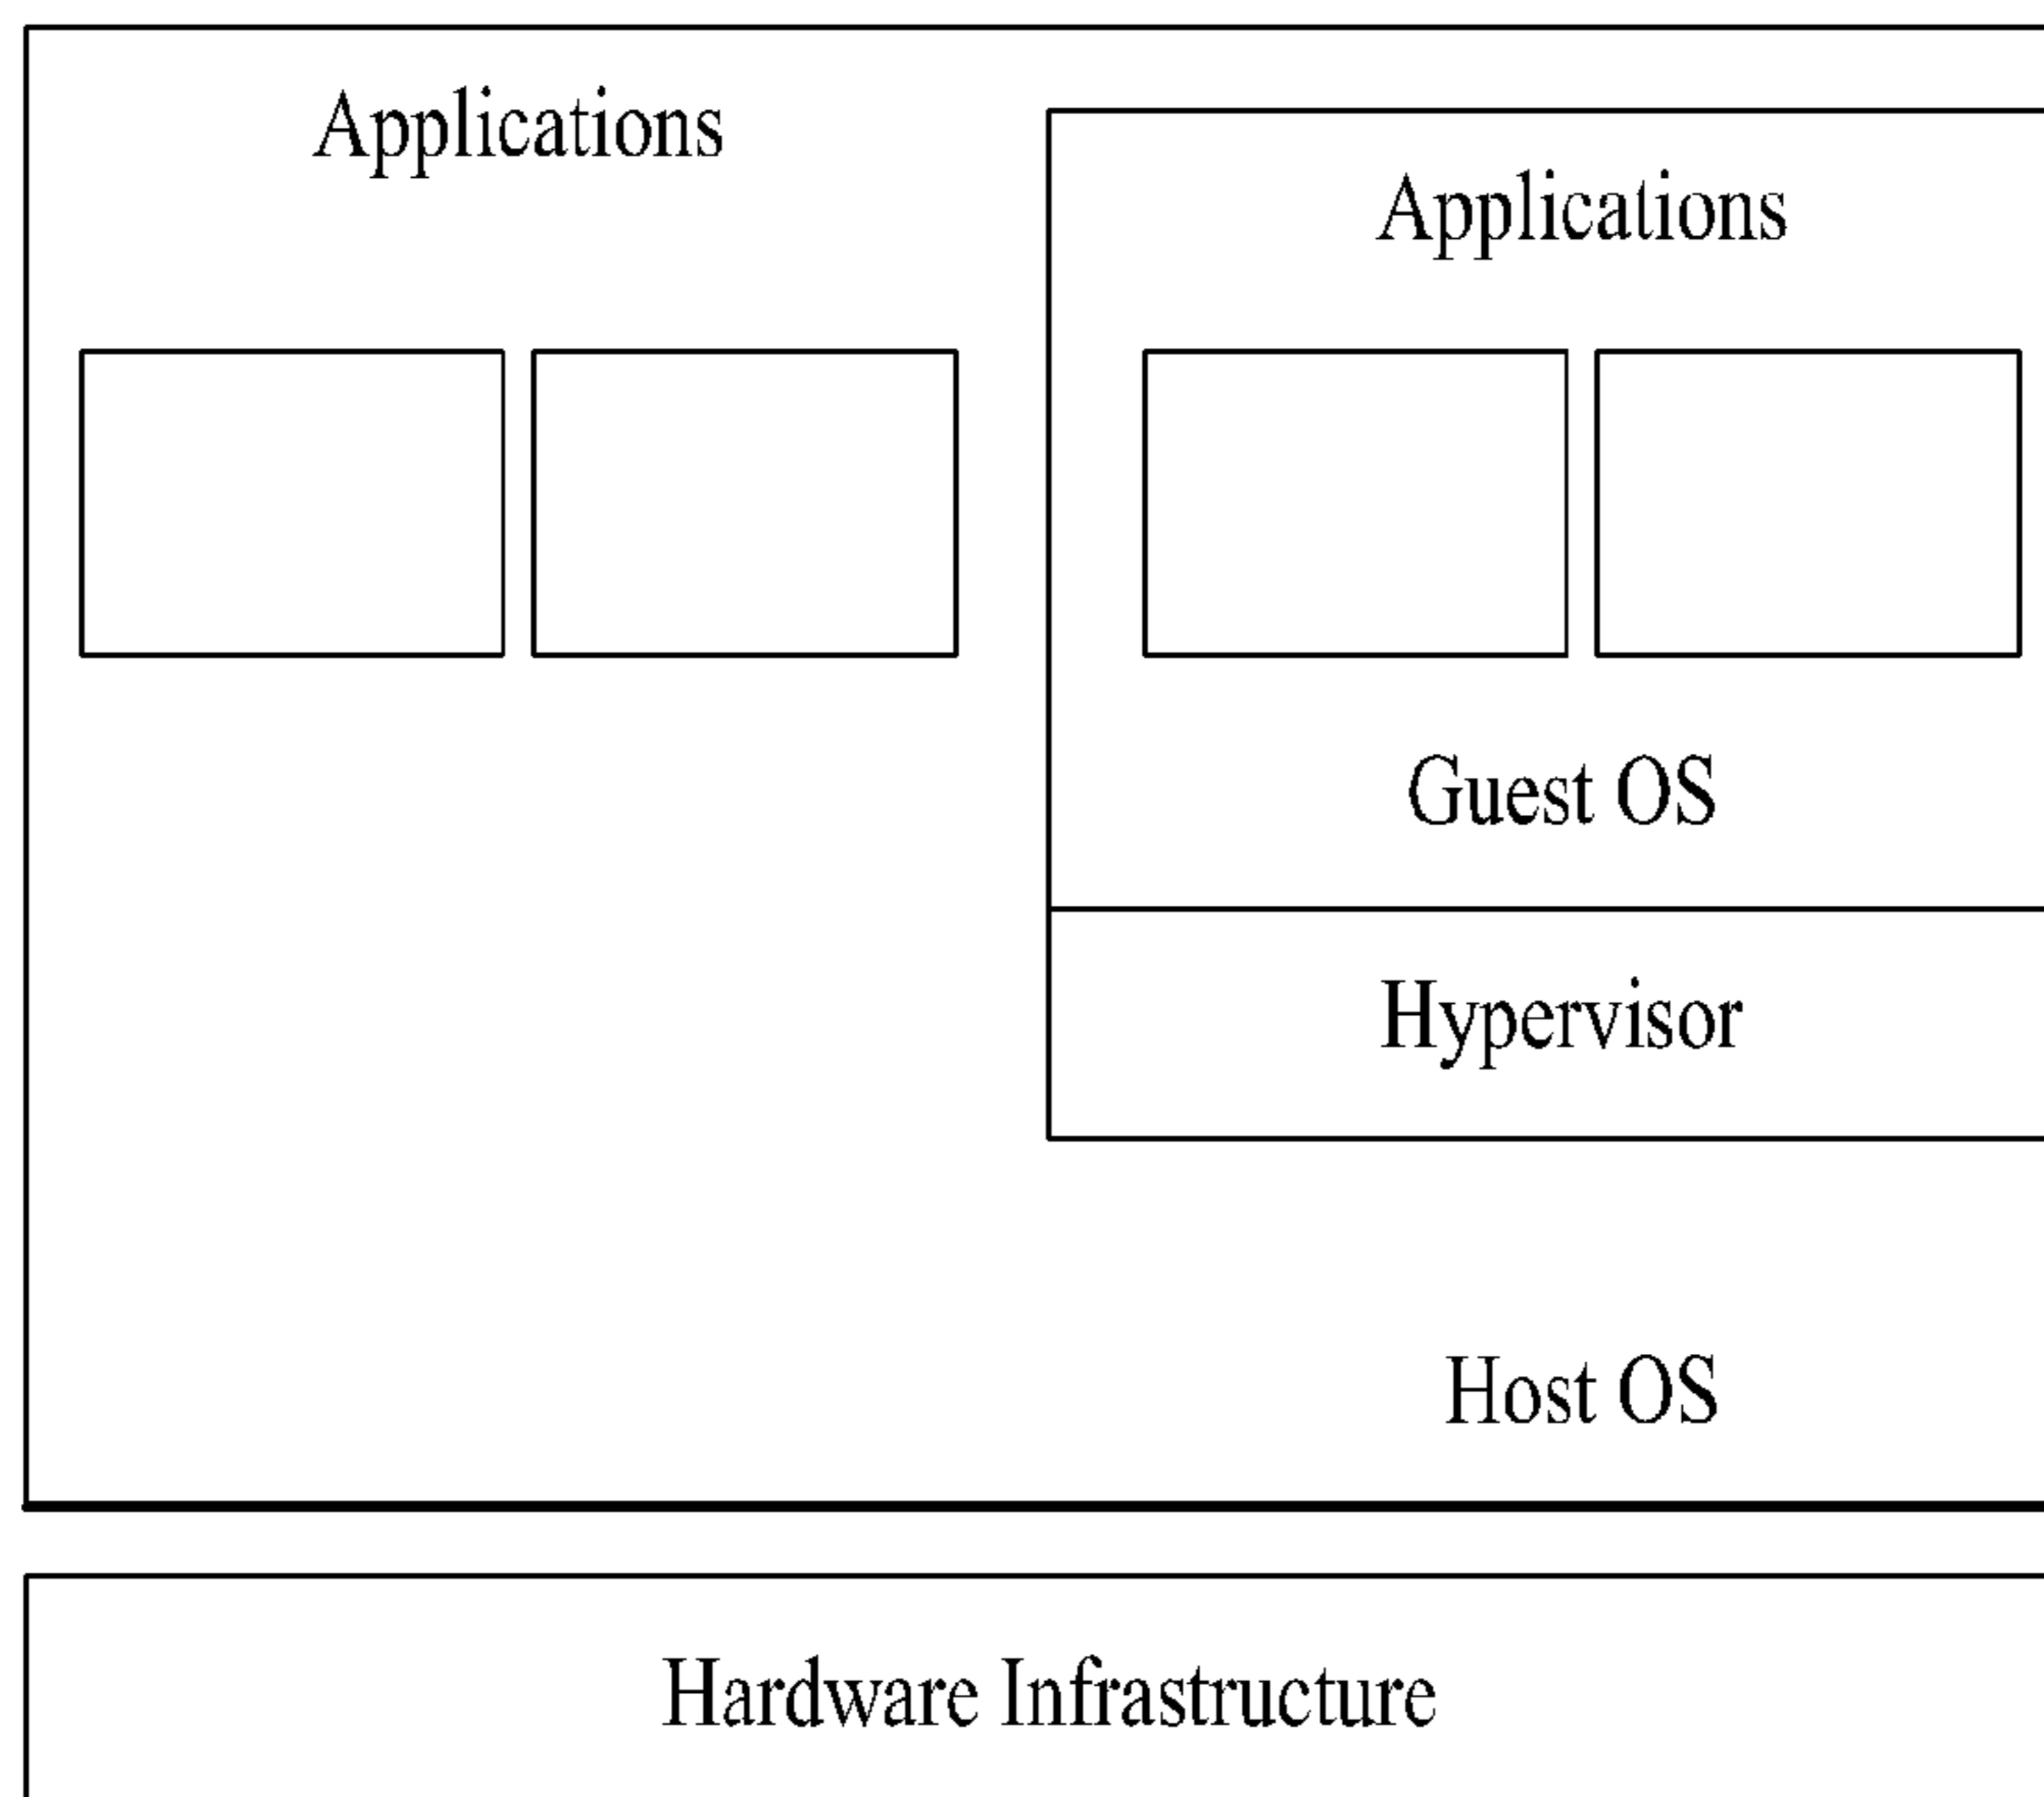 Applications
Applications
Guest OS
Hypervisor
Host OS
Hardware Infrastructure